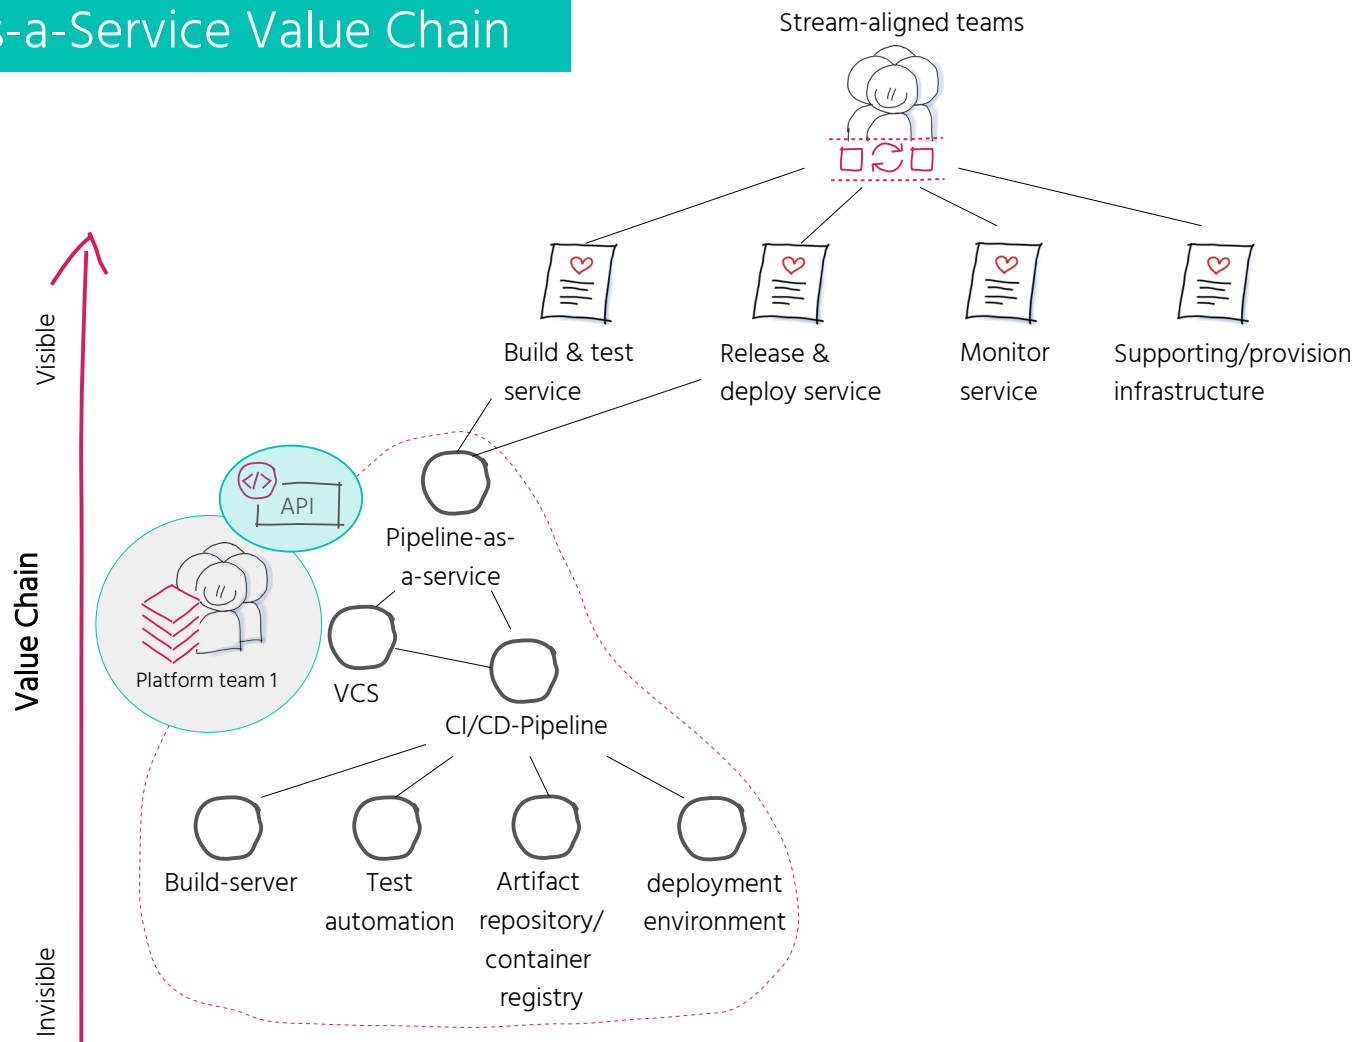 s-a-Service Value Chain
Stream-aligned teams
Visible
Build & test
service
Release &
deploy service
Monitor
service
Supporting/provision
infrastructure
</>
API
Pipeline-as-
a-service
Value Chain
Platform team 1
VCS
CI/CD-Pipeline
Build-server
Test
automation
Artifact
repository/
container
registry
deployment
environment
Invisible